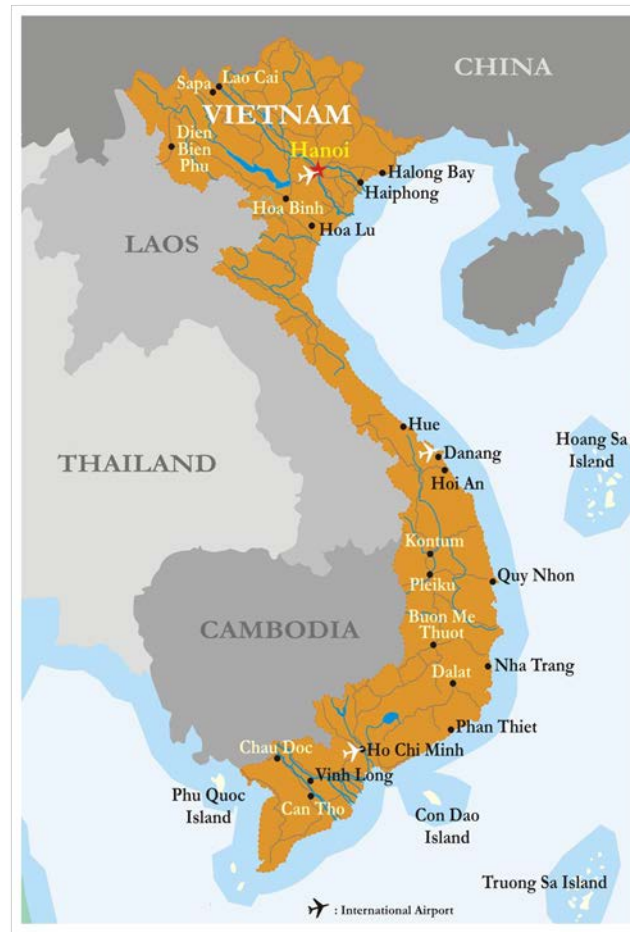 CHINA
Lao Cai
Sapa
VIETNAM
Dien
Bien
Phu
Hanoi
Halong Bay
Haiphong
Hoa Binh
Hoa Lu
LAOS
Hue
Danang
Hoi An
Hoang Sa
Island
THAILAND
Kontum
Pleiku
Quy Nhon
CAMBODIA
Buon Me
Thuot
Nha Trang
Dalat
Phan Thiet
Ho Chi Minh
Chau Doc
Vinh Long
Can Tho
Phu Quoc
Island
Con Dao
Island
Truong Sa Island
: International Airport